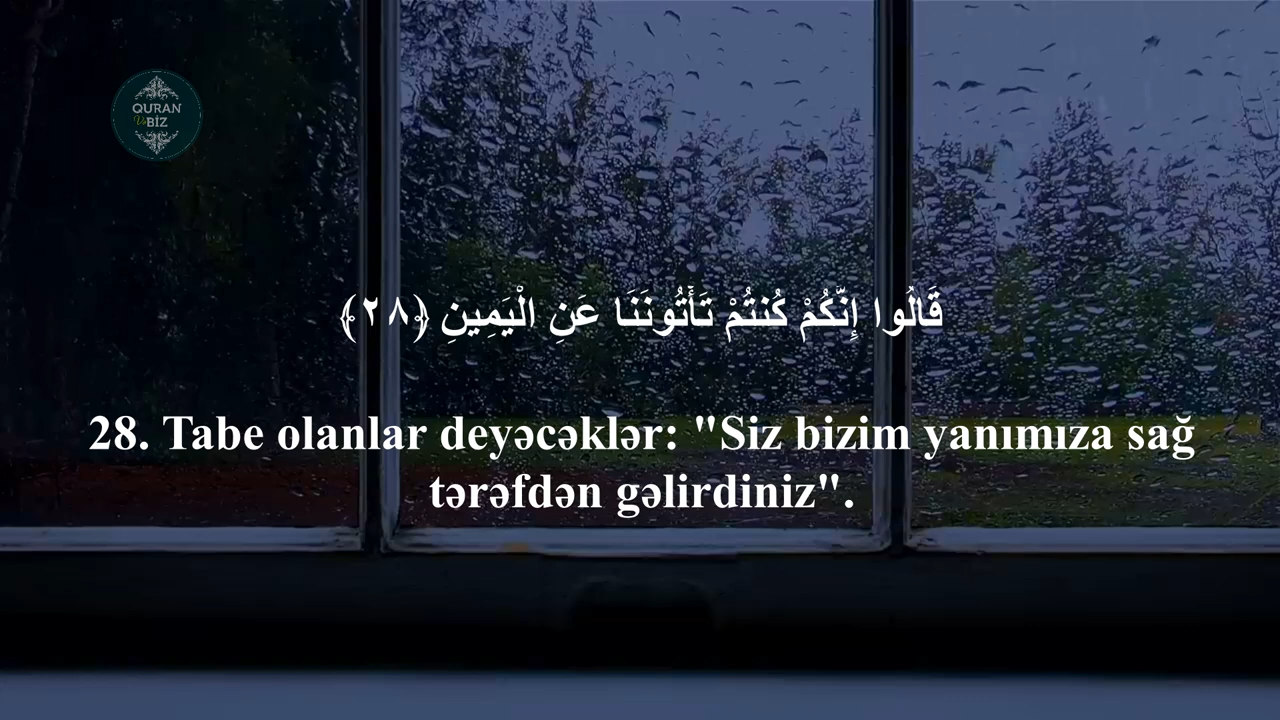 QURAN
Və BİZ
قَالُوا إِنَّكُمْ كُنتُمْ تَأْتُونَنَا عَنِ الْيَمِينِ ﴿٢٨﴾
28. Tabe olanlar deyəcəklər: "Siz bizim yanımıza sağ
tərəfdən gəlirdiniz".